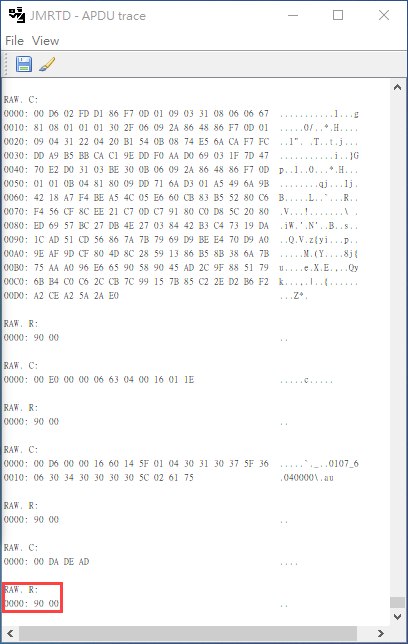 JMRTD - APDU trace
File View
RAW. C:
0000: 00 D6 02 FD D1 86 F7 0D 01 09 03 31 08 06 06 67 ...........1...g
0010: 81 08 01 01 01 30 2F 06 09 2A 86 48 86 F7 0D 01 .....0/..*.H....
0020: 09 04 31 22 04 20 B1 54 0B 08 74 E5 6A CA F7 FC ..1". .T..t.j...
0030: DD A9 B5 BB CA C1 9E DD F0 AA D0 69 03 1F 7D 47 ...........i..}G
0040: 70 E2 D0 31 03 BE 30 0B 06 09 2A 86 48 86 F7 0D p..1..0...*.H...
0050: 01 01 0B 04 81 80 09 DD 71 6A D3 01 A5 49 6A 9B ........qj...Ij.
0060: 42 18 A7 F4 BE A5 4C 05 E6 60 CB 83 B5 52 80 C6 B.....L..`...R..
0070: F4 56 CF 8C EE 21 C7 0D C7 91 80 C0 D8 5C 20 80 .V...!.......\ .
0080: ED 69 57 BC 27 DB 4E 27 03 84 42 B3 C4 73 19 DA .iW.'.N'..B..s..
0090: 1C AD 51 CD 56 86 7A 7B 79 69 D9 BE E4 70 D9 A0 ..Q.V.z{yi...p..
00A0: 9E AF 9D CF 80 4D 8C 28 59 13 86 B5 8B 38 6A 7B .....M.(Y....8j{
00B0: 75 AA A0 96 E6 65 90 58 90 45 AD 2C 9F 88 51 79 u....e.X.E.,..Qy
00C0: 6B B4 C0 C6 2C CB 7C 99 15 7B 85 C2 2E D2 B6 F2 k...,.|..{......
00D0: A2 CE A2 5A 2A E0 ...Z*.
RAW. R:
0000: 90 00 ..
RAW. C:
0000: 00 E0 00 00 06 63 04 00 16 01 1E .....c.....
RAW. R:
0000: 90 00 ..
RAW. C:
0000: 00 D6 00 00 16 60 14 5F 01 04 30 31 30 37 5F 36 .....`._..0107_6
0010: 06 30 34 30 30 30 30 5C 02 61 75 .040000\.au
RAW. R:
0000: 90 00 ..
RAW. C:
0000: 00 DA DE AD ....
RAW. R:
0000: 90 00 ..